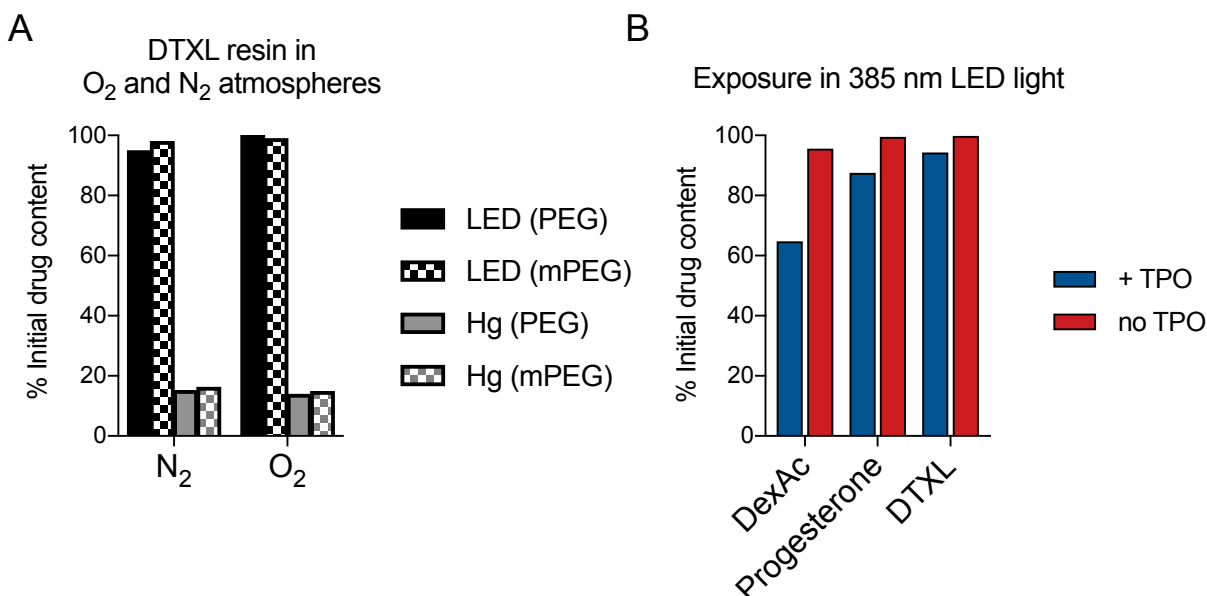 A
DTXL resin in
O₂ and N₂ atmospheres
% Initial drug content
100
80
60
40
20
0
N₂
O₂
LED (PEG)
LED (mPEG)
Hg (PEG)
Hg (mPEG)
B
Exposure in 385 nm LED light
% Initial drug content
100
80
60
40
20
0
DexAc
Progesterone
DTXL
+ TPO
no TPO